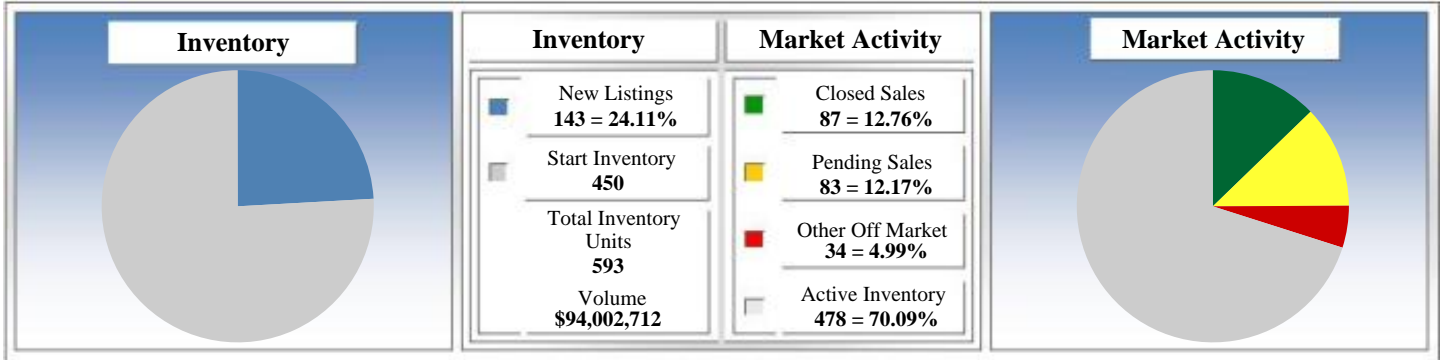 Inventory
Inventory
New Listings
143 = 24.11%
Start Inventory
450
Total Inventory
Units
593
Volume
$94,002,712
Market Activity
Closed Sales
87 = 12.76%
Pending Sales
83 = 12.17%
Other Off Market
34 = 4.99%
Active Inventory
478 = 70.09%
Market Activity